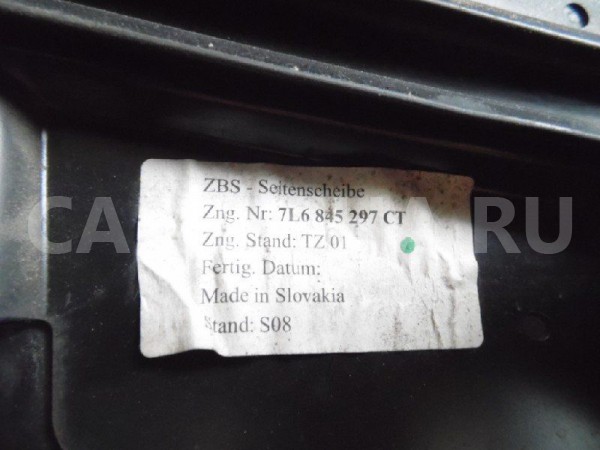 ZBS - Seitenscheibe
Zng. Nr: 7L6 845 297 CT
Zng. Stand: TZ 01
Fertig. Datum:
Made in Slovakia
Stand: S08